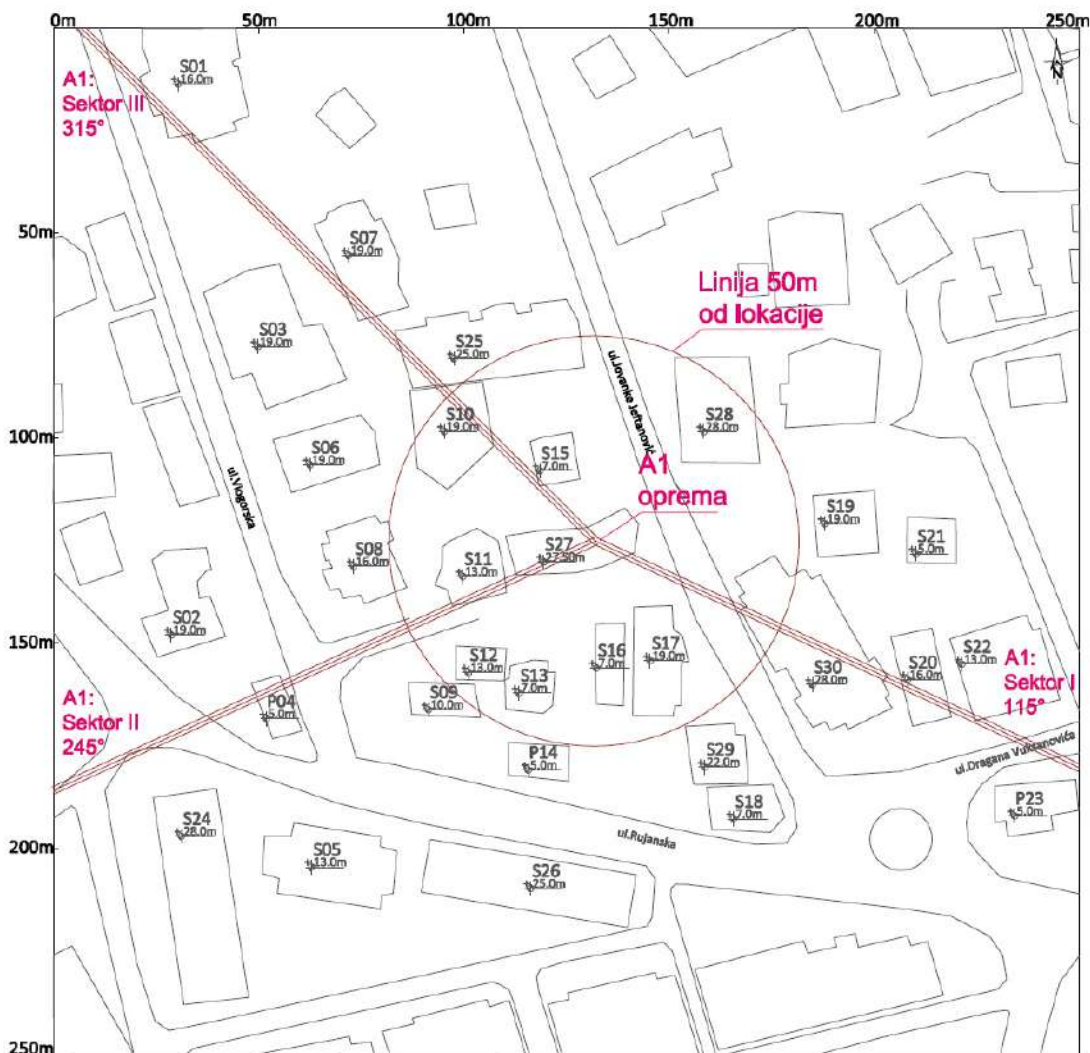 0m 50m 100m 150m 200m 250m
N
S01
16.0m
A1:
Sektor III
315°
S07
19.0m
50m
Linija 50m
od lokacije
S03
19.0m
S25
25.0m
ul.Jovanke Jeftanović
S10
19.0m
S28
28.0m
100m
S06
19.0m
S15
7.0m
A1
oprema
ul.Vlogorska
S19
19.0m
S21
5.0m
S08
16.0m
S11
13.0m
S27
27.50m
S02
19.0m
150m
S12
13.0m
S13
7.0m
S16
7.0m
S17
19.0m
S30
28.0m
S20
16.0m
S22
13.0m
A1:
Sektor I
115°
P04
5.0m
S09
10.0m
A1:
Sektor II
245°
P14
5.0m
S29
22.0m
ul.Dragana Vuktanovića
S24
28.0m
S18
7.0m
P23
5.0m
ul.Rujanska
200m
S05
13.0m
S26
25.0m
250m